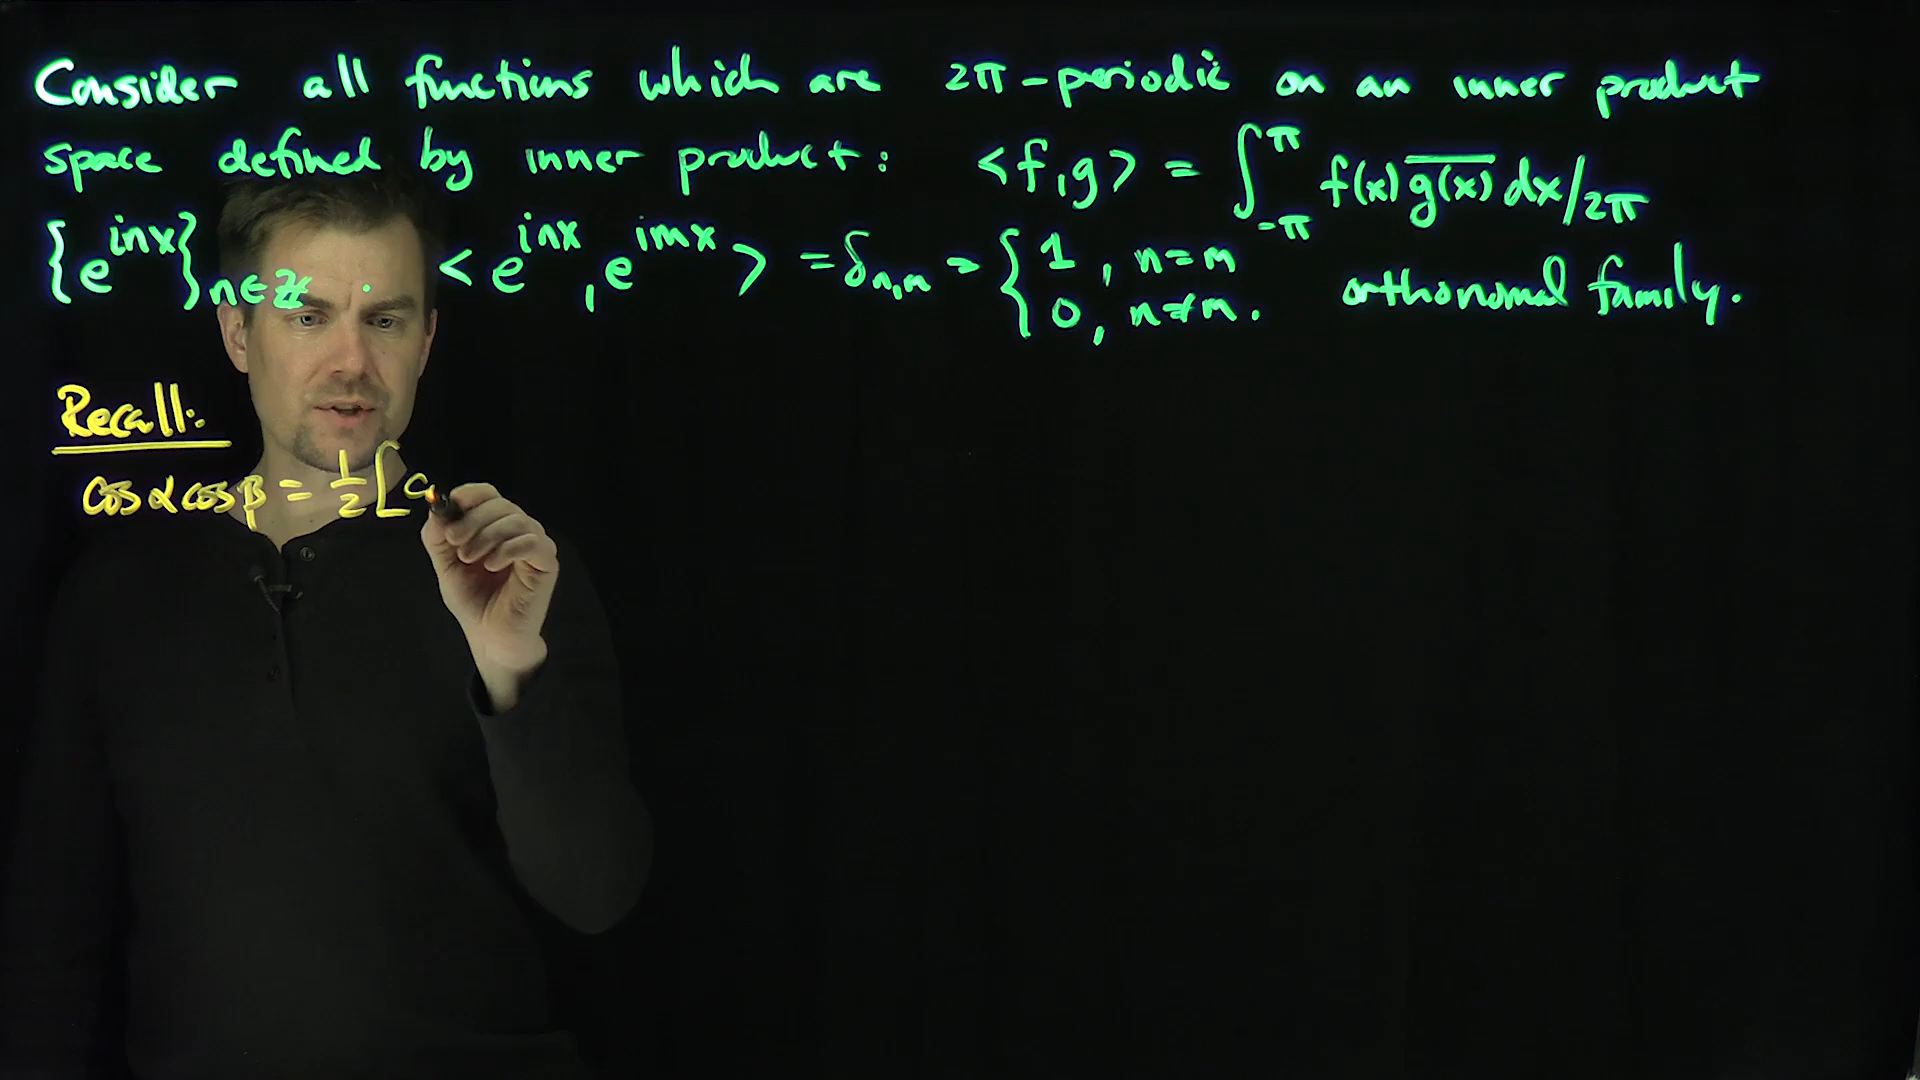 Consider all functions which are 2π-periodic on an inner product
space defined by inner product: <f,g> = ∫_{-π}^{π} f(x) \overline{g(x)} dx/2π
{e^{inx}}_{n∈ℤ} . <e^{inx}, e^{imx}> = δ_{n,m} = { 1, n=m 0, n≠m. orthonormal family.
Recall:
cos α cos β = 1/2 [c